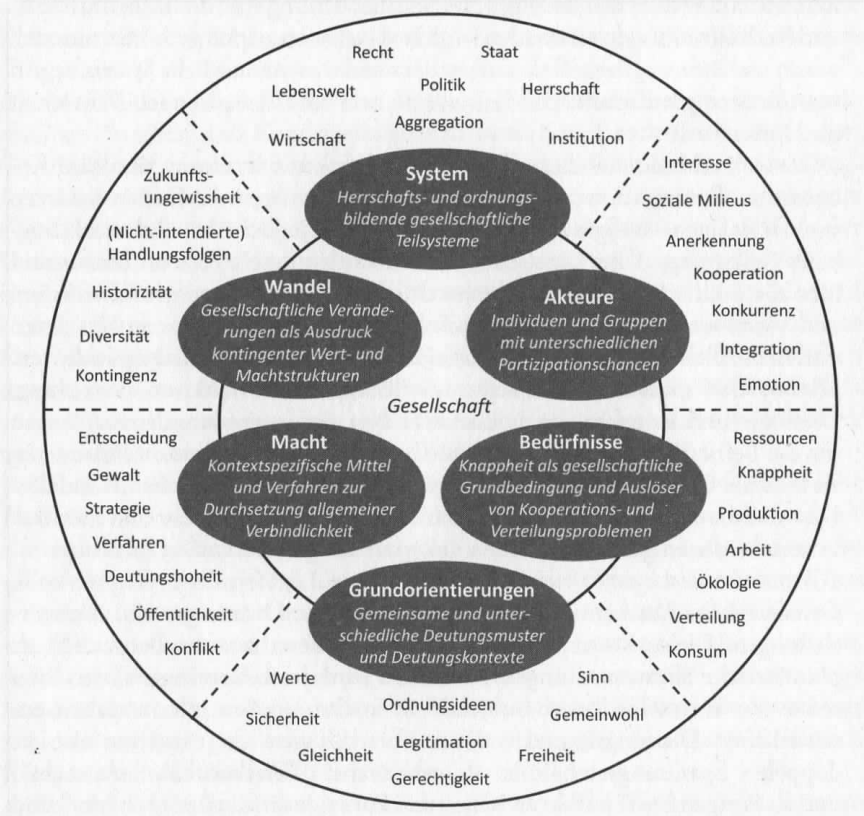 Recht
Staat
Lebenswelt
Politik
Herrschaft
Aggregation
Wirtschaft
Institution
System
Herrschafts- und ordnungs-
bildende gesellschaftliche
Teilsysteme
Interesse
Soziale Milieus
Anerkennung
Kooperation
Konkurrenz
Integration
Emotion
Akteure
Individuen und Gruppen
mit unterschiedlichen
Partizipationschancen
Zukunfts-
ungewissheit
(Nicht-intendierte)
Handlungsfolgen
Historizität
Diversität
Kontingenz
Wandel
Gesellschaftliche Verände-
rungen als Ausdruck
kontingenter Wert- und
Machtstrukturen
Gesellschaft
Entscheidung
Gewalt
Strategie
Verfahren
Deutungshoheit
Öffentlichkeit
Konflikt
Macht
Kontextspezifische Mittel
und Verfahren zur
Durchsetzung allgemeiner
Verbindlichkeit
Bedürfnisse
Knappheit als gesellschaftliche
Grundbedingung und Auslöser
von Kooperations- und
Verteilungsproblemen
Ressourcen
Knappheit
Produktion
Arbeit
Ökologie
Verteilung
Konsum
Grundorientierungen
Gemeinsame und unter-
schiedliche Deutungsmuster
und Deutungskontexte
Werte
Sinn
Ordnungsideen
Sicherheit
Gemeinwohl
Legitimation
Gleichheit
Freiheit
Gerechtigkeit